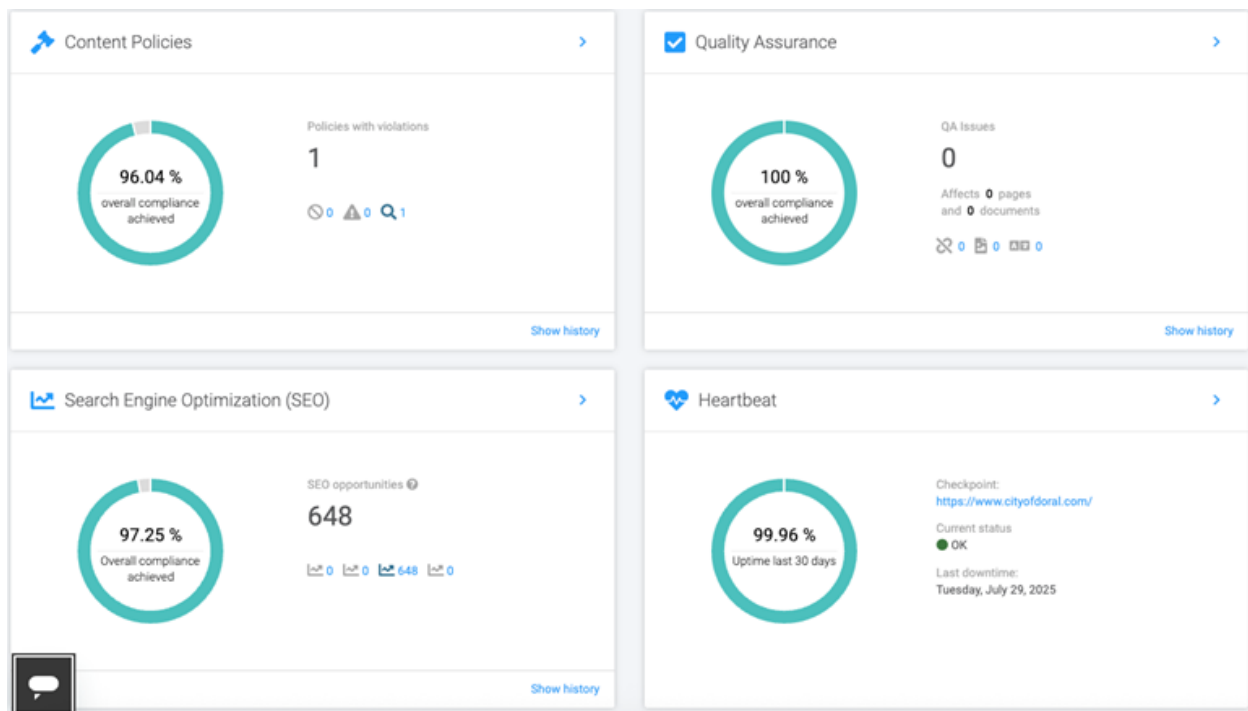 Content Policies
96.04 %
overall compliance
achieved
Policies with violations
1
0 0 1
Show history
Quality Assurance
100 %
overall compliance
achieved
QA Issues
0
Affects 0 pages
and 0 documents
0 0 0
Show history
Search Engine Optimization (SEO)
97.25 %
Overall compliance
achieved
SEO opportunities
648
0 0 648 0
Show history
Heartbeat
99.96 %
Uptime last 30 days
Checkpoint:
https://www.cityofdoral.com/
Current status
OK
Last downtime:
Tuesday, July 29, 2025